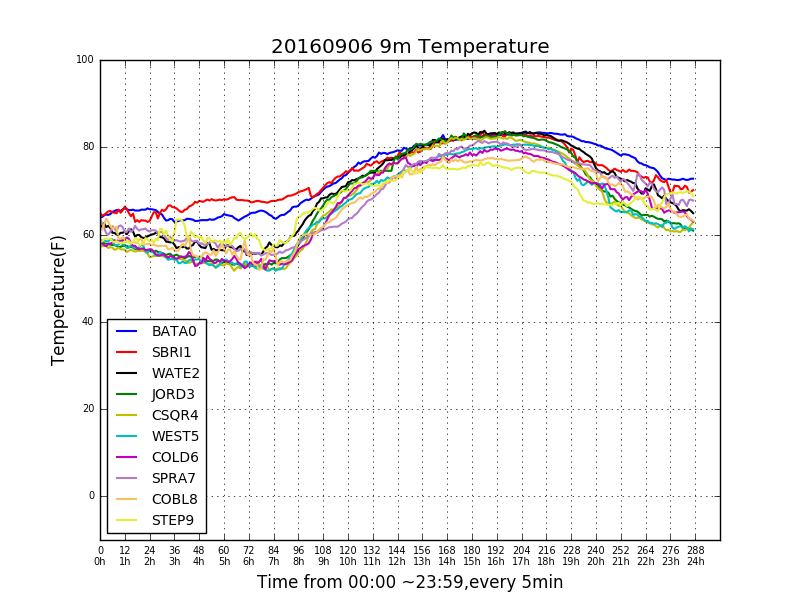 20160906 9m Temperature
100
80
60
40
20
0
Temperature(F)
BATA0
SBRI1
WATE2
JORD3
CSQR4
WEST5
COLD6
SPRA7
COBL8
STEP9
0 12 24 36 48 60 72 84 96 108 120 132 144 156 168 180 192 204 216 228 240 252 264 276 288
0h 1h 2h 3h 4h 5h 6h 7h 8h 9h 10h 11h 12h 13h 14h 15h 16h 17h 18h 19h 20h 21h 22h 23h 24h
Time from 00:00 ~23:59,every 5min